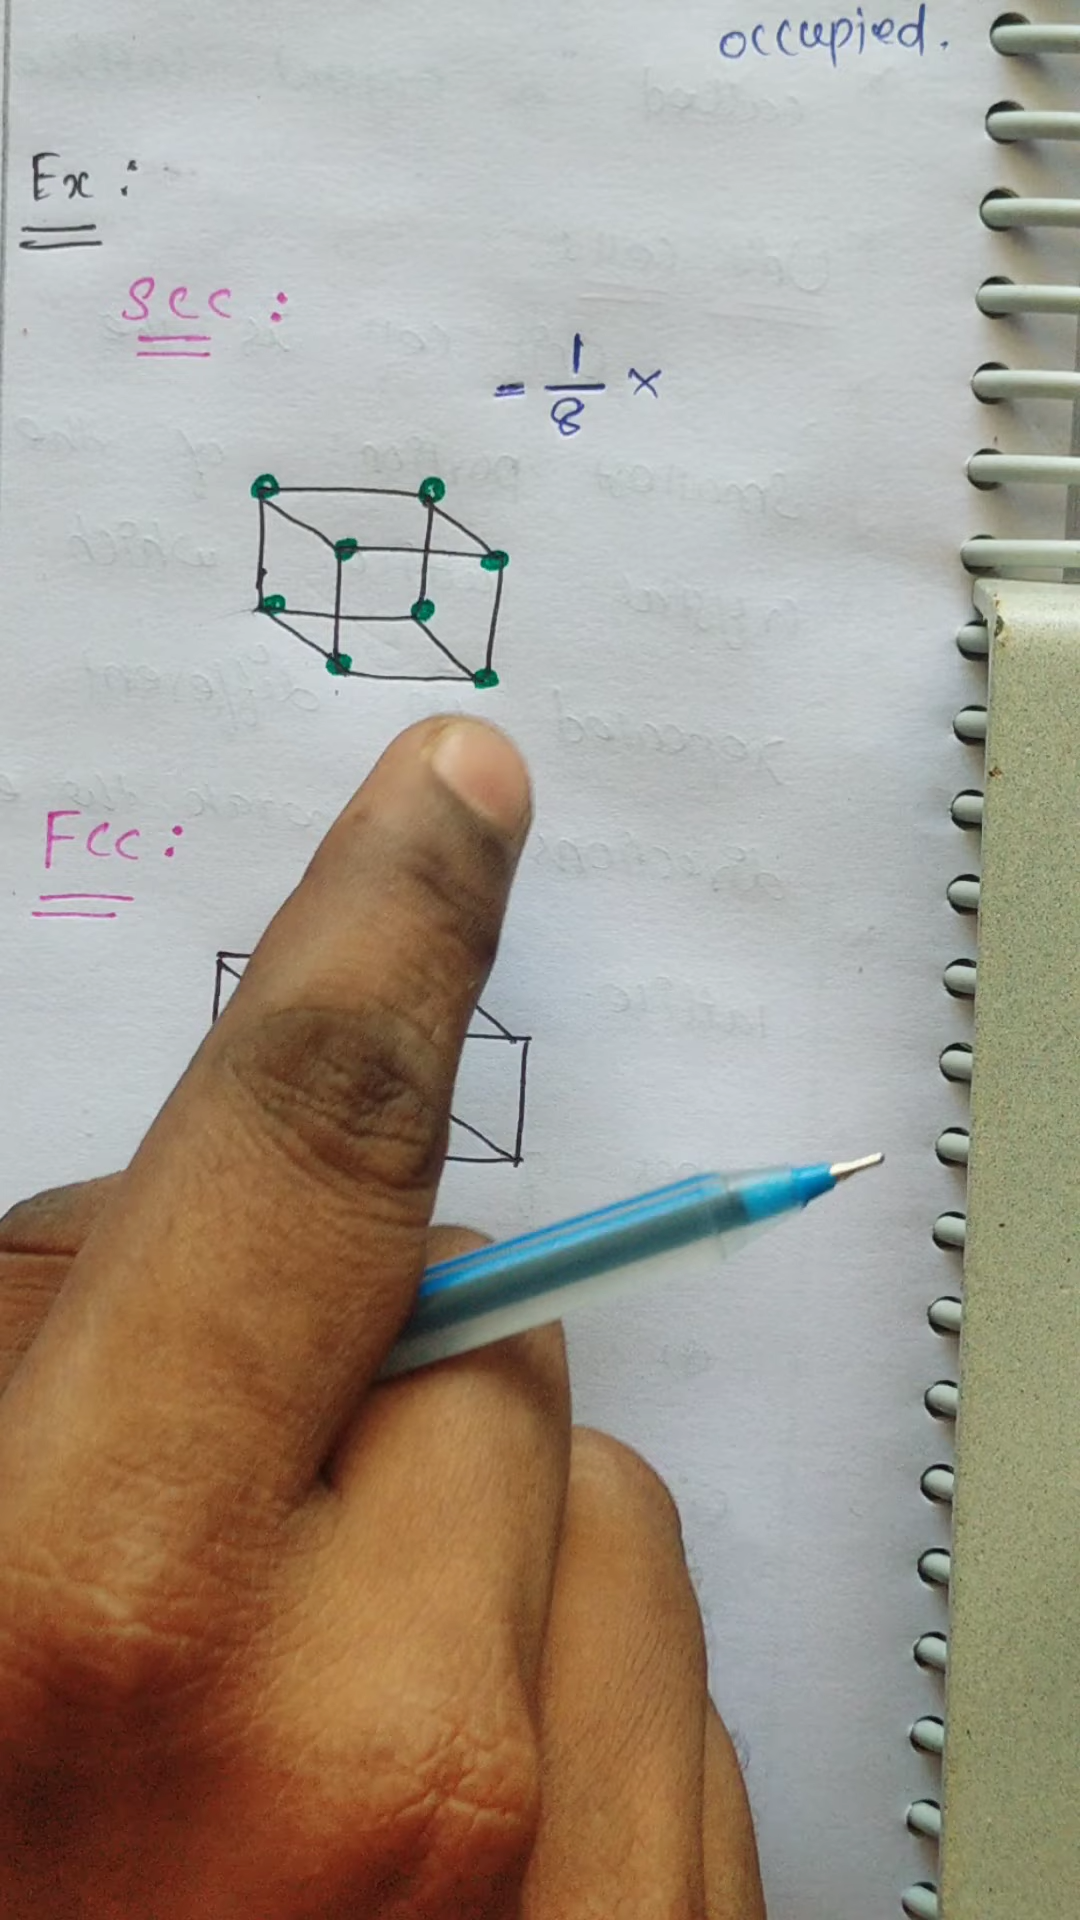 occupied.
Ex :
SCC :
= 1/8 ×
FCC :